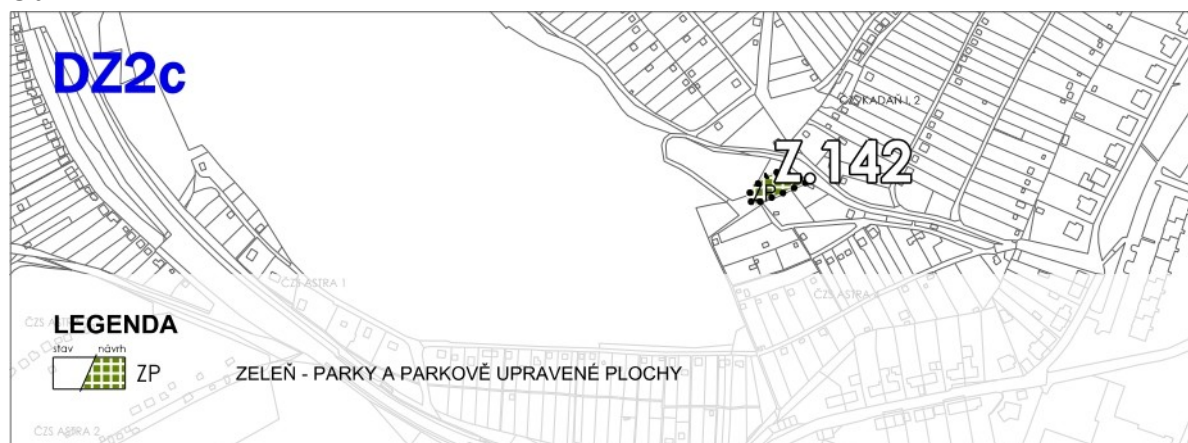 DZ2c
ČZS KADAŇ I, 2
Z.142
ZP
ČZS ASTRA 1
LEGENDA
stav návrh
ZP ZELEŇ - PARKY A PARKOVĚ UPRAVENÉ PLOCHY
ČZS ASTRA 2